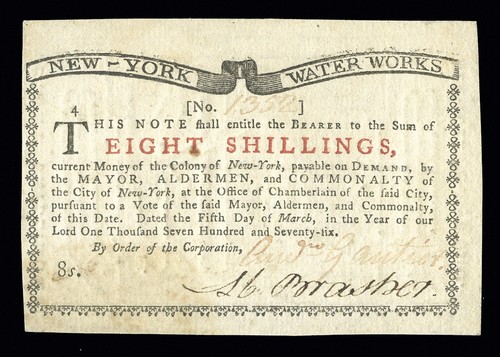 NEW-YORK WATER WORKS
[No. 1352]
4
THIS NOTE ſhall entitle the BEARER to the Sum of
EIGHT SHILLINGS,
current Money of the Colony of New-York, payable on DEMAND, by
the MAYOR, ALDERMEN, and COMMONALTY of
the City of New-York, at the Office of Chamberlain of the ſaid City,
purſuant to a Vote of the ſaid Mayor, Aldermen, and Commonalty,
of this Date. Dated the Fifth Day of March, in the Year of our
Lord One Thouſand Seven Hundred and Seventy-ſix.
By Order of the Corporation,
8s.
Ab. Brasher.